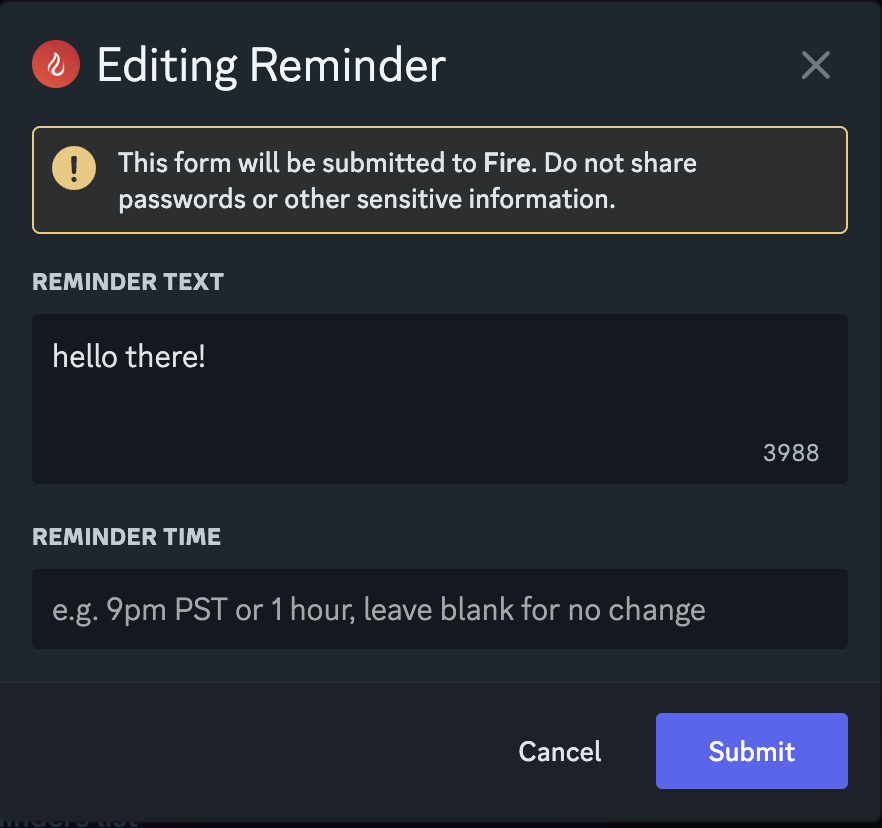 Editing Reminder
This form will be submitted to Fire. Do not share
passwords or other sensitive information.
REMINDER TEXT
hello there!
3988
REMINDER TIME
e.g. 9pm PST or 1 hour, leave blank for no change
Cancel
Submit